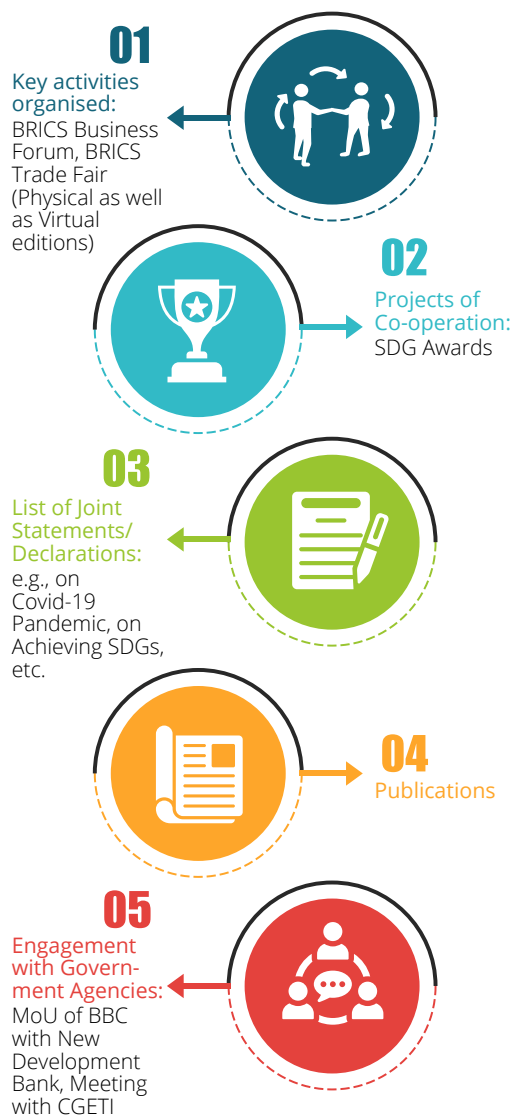 01
Key activities
organised:
BRICS Business
Forum, BRICS
Trade Fair
(Physical as well
as Virtual
editions)
02
Projects of
Co-operation:
SDG Awards
03
List of Joint
Statements/
Declarations:
e.g., on
Covid-19
Pandemic, on
Achieving SDGs,
etc.
04
Publications
05
Engagement
with Govern-
ment Agencies:
MoU of BBC
with New
Development
Bank, Meeting
with CGETI